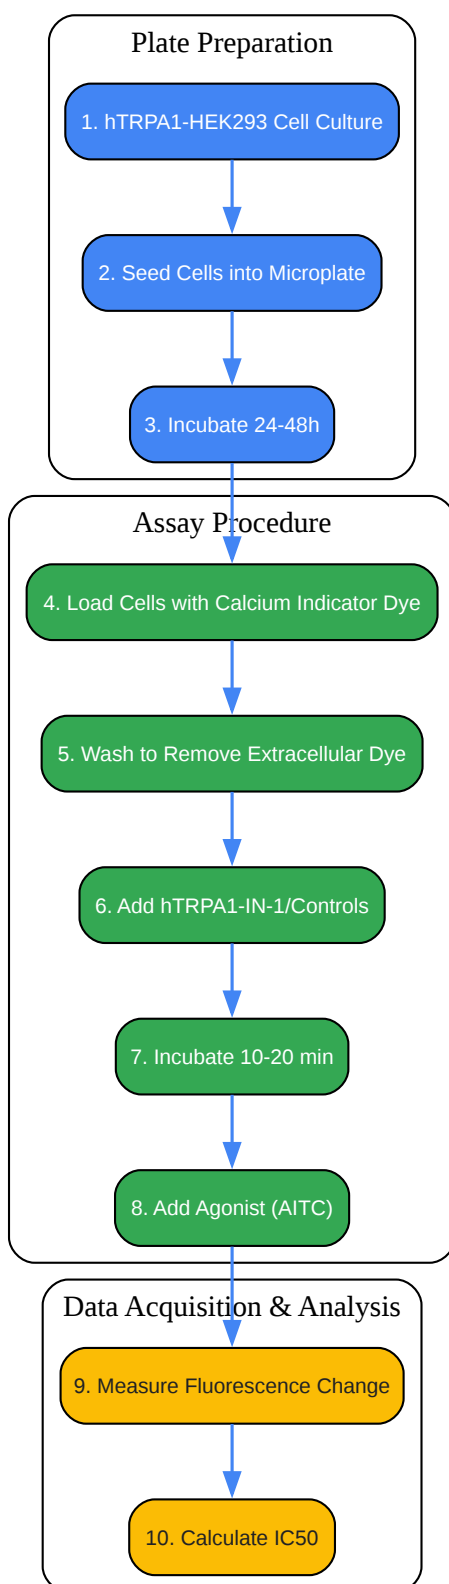 Plate Preparation
1. hTRPA1-HEK293 Cell Culture
2. Seed Cells into Microplate
3. Incubate 24-48h
Assay Procedure
4. Load Cells with Calcium Indicator Dye
5. Wash to Remove Extracellular Dye
6. Add hTRPA1-IN-1/Controls
7. Incubate 10-20 min
8. Add Agonist (AITC)
Data Acquisition & Analysis
9. Measure Fluorescence Change
10. Calculate IC50